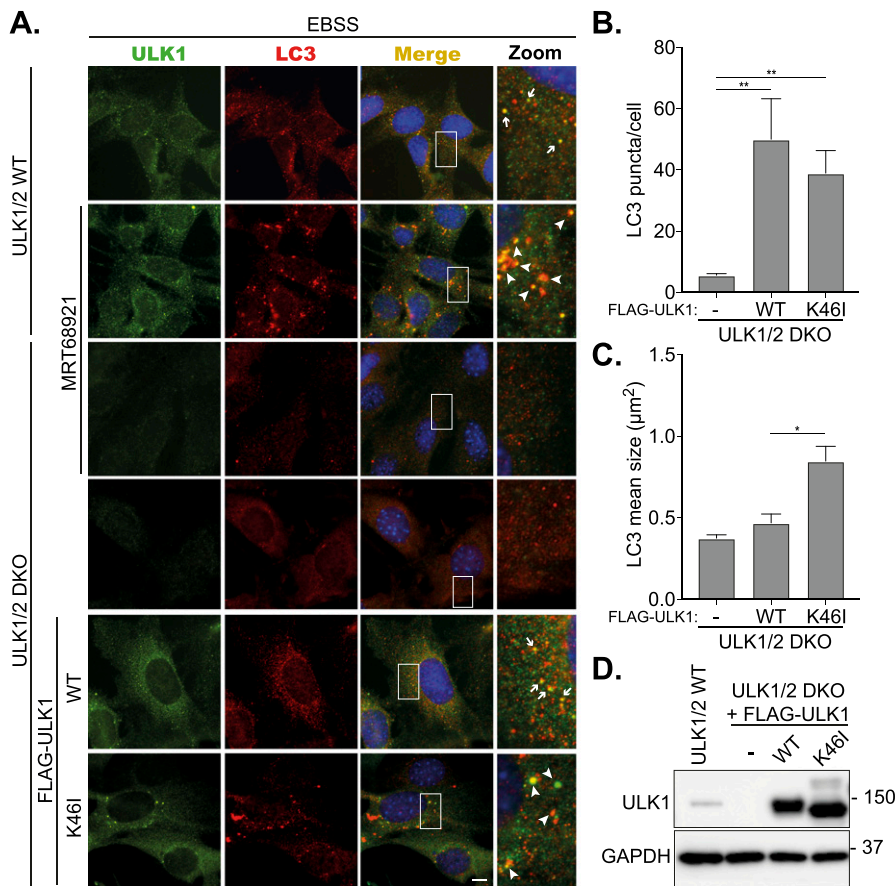 A.
EBSS
ULK1 LC3 Merge Zoom
ULK1/2 WT
MRT68921
ULK1/2 DKO
FLAG-ULK1
WT
K46I
B.
LC3 puncta/cell
80
60
40
20
0
**
**
FLAG-ULK1: - WT K46I
ULK1/2 DKO
C.
LC3 mean size (µm²)
1.5
1.0
0.5
0.0
*
FLAG-ULK1: - WT K46I
ULK1/2 DKO
D.
ULK1/2 WT
ULK1/2 DKO
+ FLAG-ULK1
- WT K46I
ULK1 - 150
GAPDH - 37